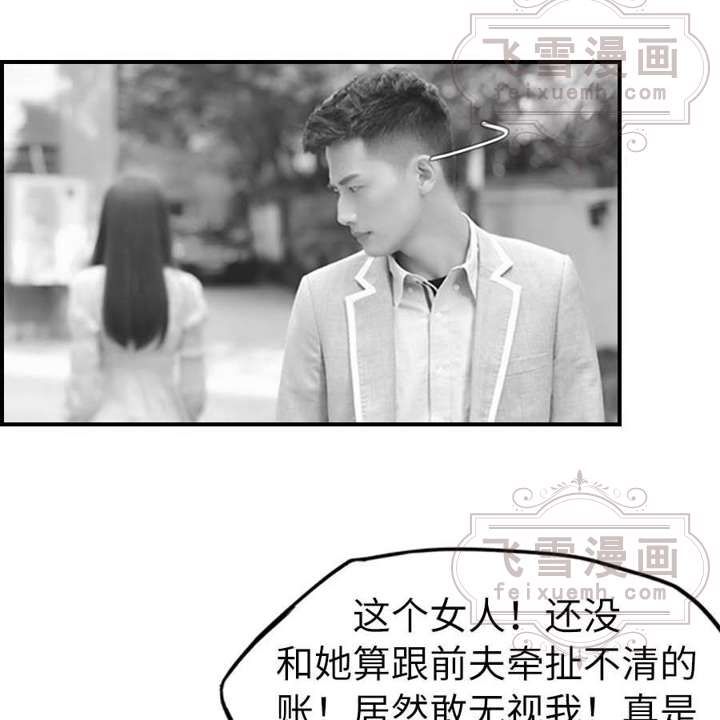 飞雪漫画
feixuemh.com
飞雪漫画
feixuemh.com
这个女人！还没
和她算跟前夫牵扯不清的
账！居然敢无视我！真是